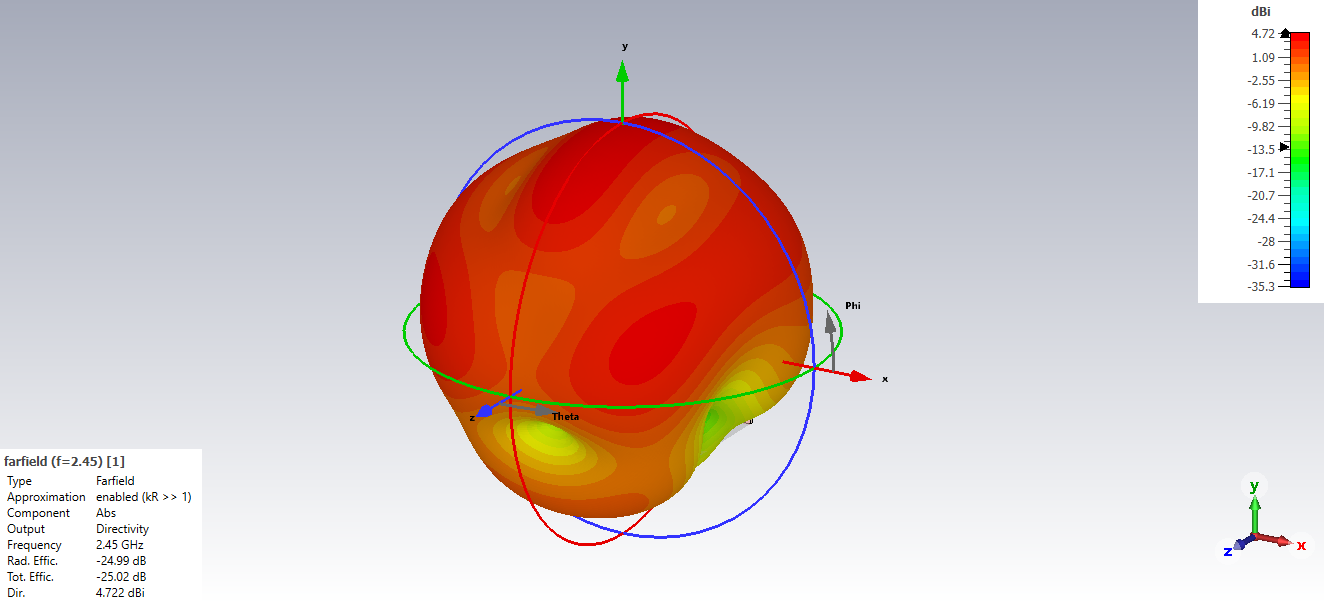 dBi
4.72
1.09
-2.55
-6.19
-9.82
-13.5
-17.1
-20.7
-24.4
-28
-31.6
-35.3
y
Phi
x
z
Theta
farfield (f=2.45) [1]
Type Farfield
Approximation enabled (kR >> 1)
Component Abs
Output Directivity
Frequency 2.45 GHz
Rad. Effic. -24.99 dB
Tot. Effic. -25.02 dB
Dir. 4.722 dBi
y
z
x